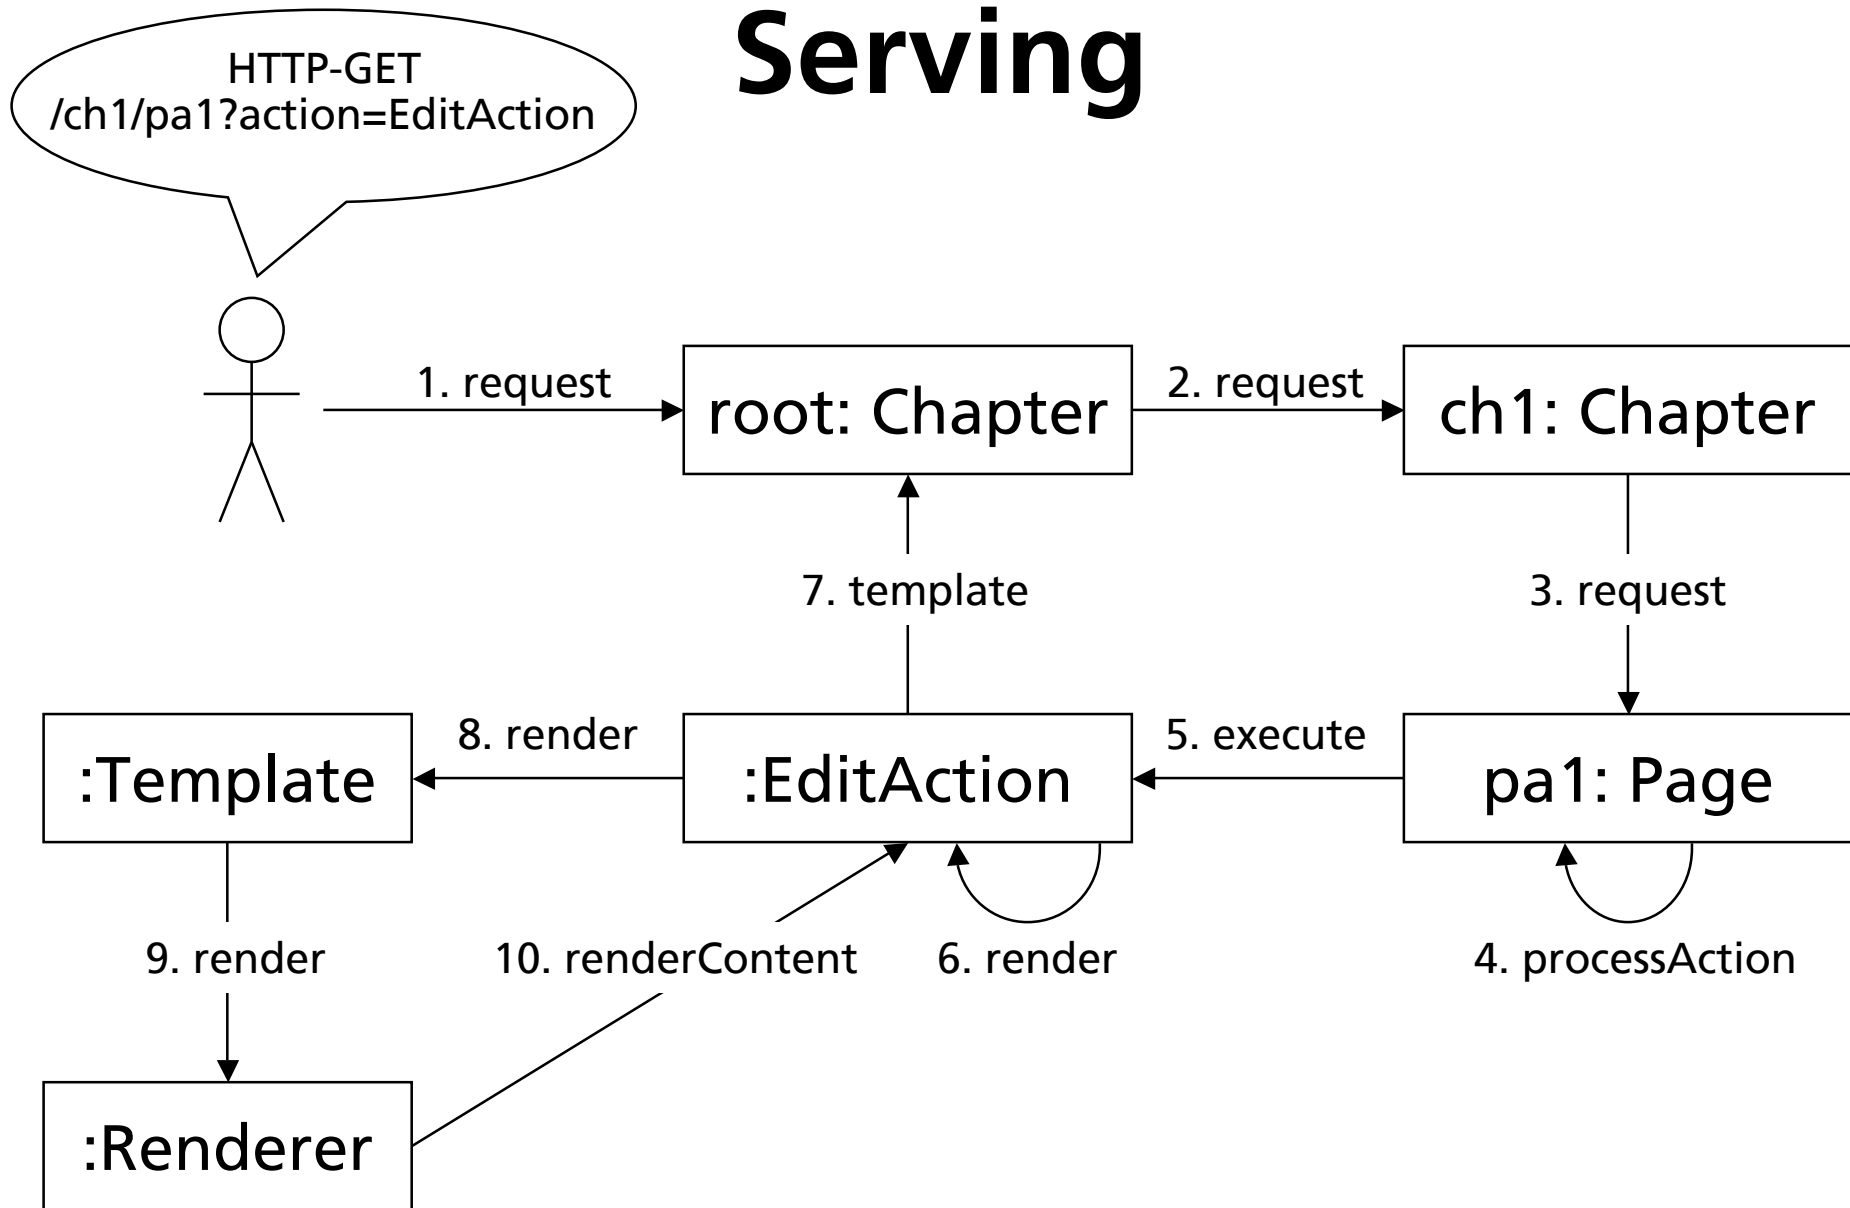 Serving
HTTP-GET
/ch1/pa1?action=EditAction
1. request
root: Chapter
2. request
ch1: Chapter
7. template
3. request
:Template
8. render
:EditAction
5. execute
pa1: Page
9. render
10. renderContent
6. render
4. processAction
:Renderer